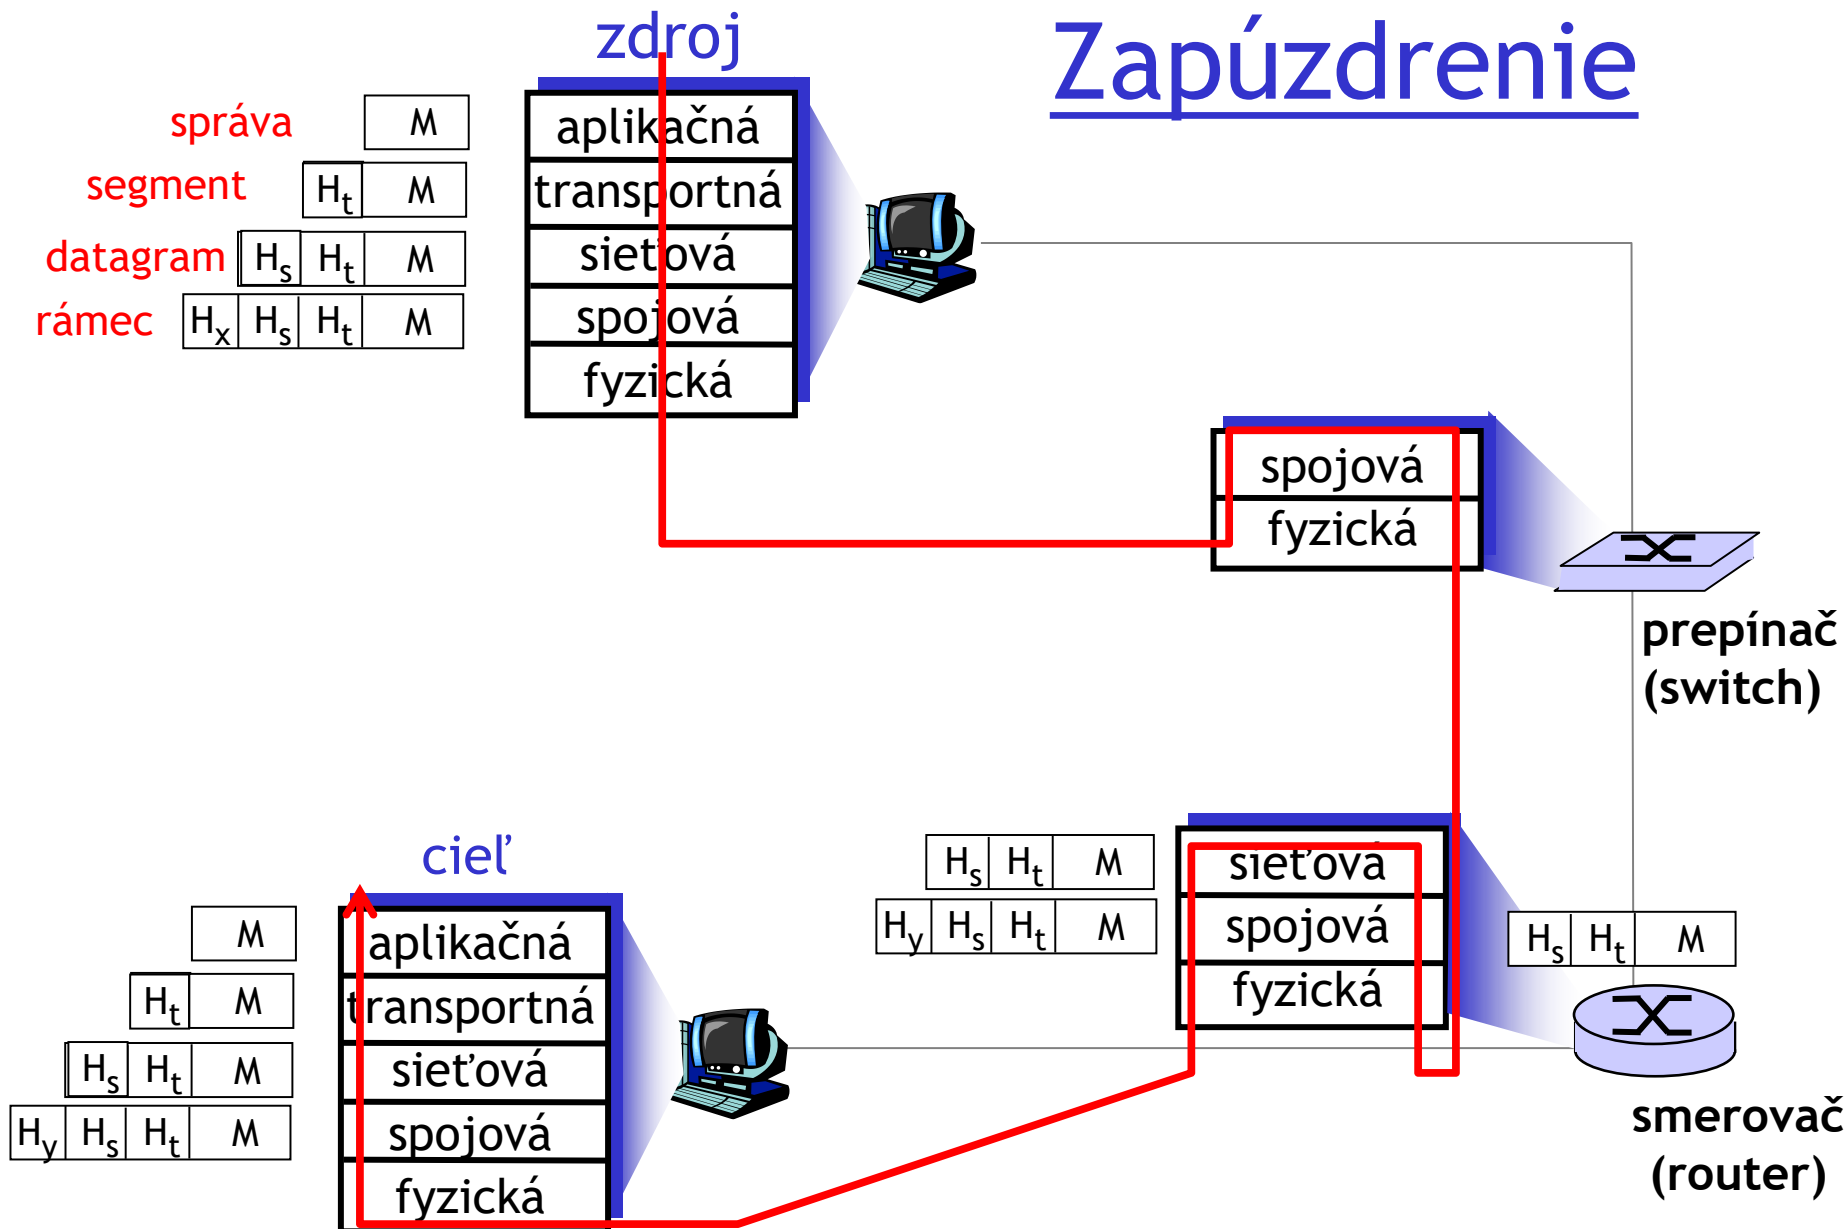 Zapúzdrenie
zdroj
správa M aplikačná
segment Ht M transportná
datagram Hs Ht M sieťová
rámec Hx Hs Ht M spojová
fyzická
spojová
fyzická
prepínač
(switch)
Hs Ht M sieťová
Hy Hs Ht M spojová Hs Ht M
fyzická
smerovač
(router)
cieľ
M aplikačná
Ht M transportná
Hs Ht M sieťová
Hy Hs Ht M spojová
fyzická